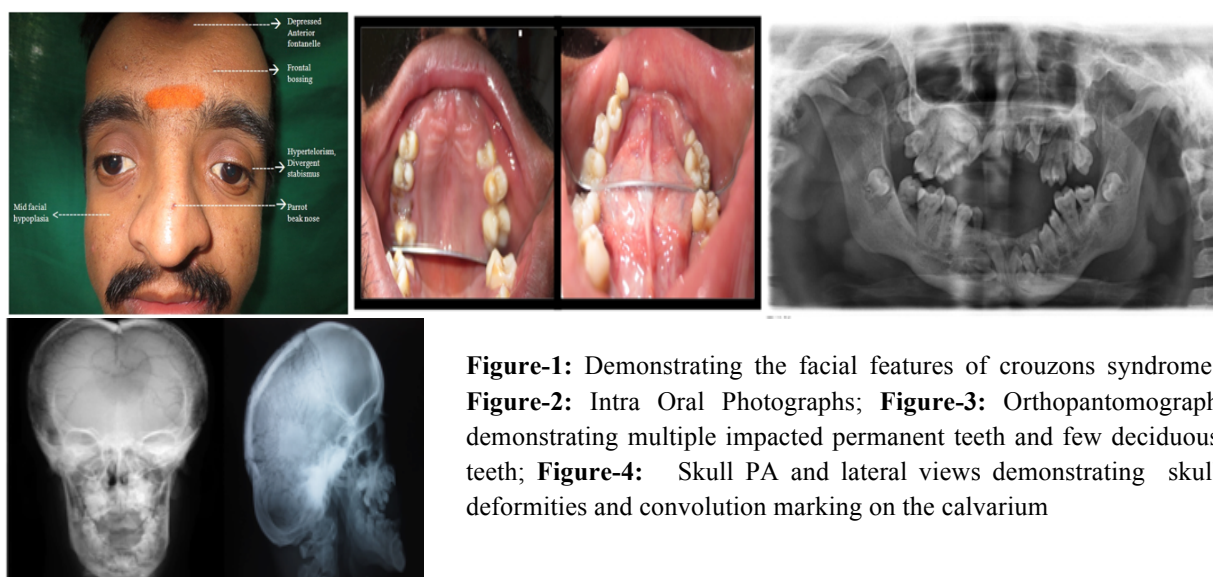 Depressed
Anterior
fontanelle
Frontal
bossing
Hypertelorism,
Divergent
stabismus
Mid facial
hypoplasia
Parrot
beak nose
Figure-1: Demonstrating the facial features of crouzons syndrome
Figure-2: Intra Oral Photographs; Figure-3: Orthopantomograph
demonstrating multiple impacted permanent teeth and few deciduous
teeth; Figure-4: Skull PA and lateral views demonstrating skul
deformities and convolution marking on the calvarium